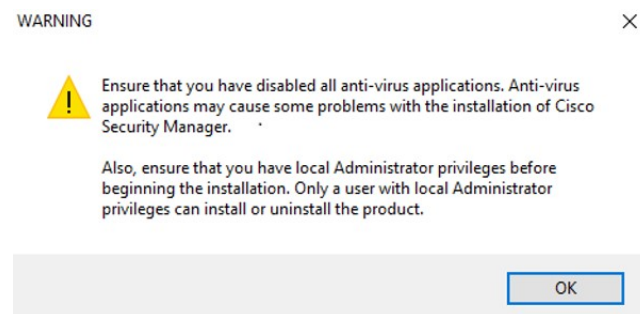 WARNING
Ensure that you have disabled all anti-virus applications. Anti-virus
applications may cause some problems with the installation of Cisco
Security Manager.
Also, ensure that you have local Administrator privileges before
beginning the installation. Only a user with local Administrator
privileges can install or uninstall the product.
OK